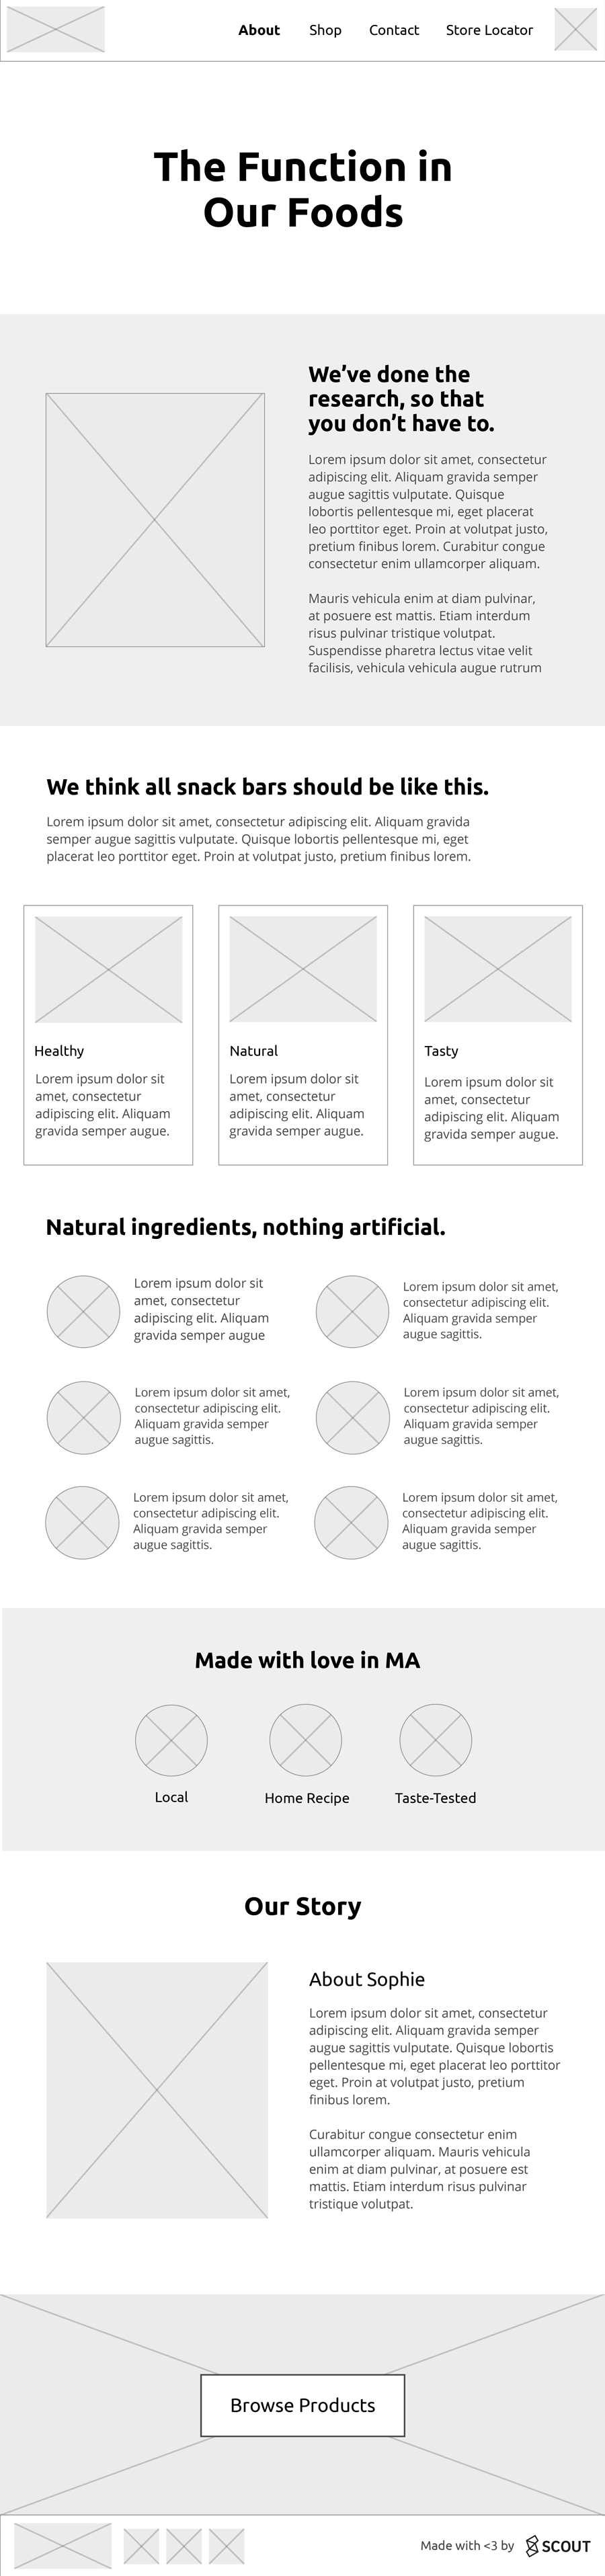 About Shop Contact Store Locator
The Function in
Our Foods
We've done the
research, so that
you don't have to.
Lorem ipsum dolor sit amet, consectetur
adipiscing elit. Aliquam gravida semper
augue sagittis vulputate. Quisque
lobortis pellentesque mi, eget placerat
leo porttitor eget. Proin at volutpat justo,
pretium finibus lorem. Curabitur congue
consectetur enim ullamcorper aliquam.
Mauris vehicula enim at diam pulvinar,
at posuere est mattis. Etiam interdum
risus pulvinar tristique volutpat.
Suspendisse pharetra lectus vitae velit
facilisis, vehicula vehicula augue rutrum
We think all snack bars should be like this.
Lorem ipsum dolor sit amet, consectetur adipiscing elit. Aliquam gravida
semper augue sagittis vulputate. Quisque lobortis pellentesque mi, eget
placerat leo porttitor eget. Proin at volutpat justo, pretium finibus lorem.
Healthy
Lorem ipsum dolor sit
amet, consectetur
adipiscing elit. Aliquam
gravida semper augue.
Natural
Lorem ipsum dolor sit
amet, consectetur
adipiscing elit. Aliquam
gravida semper augue.
Tasty
Lorem ipsum dolor sit
amet, consectetur
adipiscing elit. Aliquam
gravida semper augue.
Natural ingredients, nothing artificial.
Lorem ipsum dolor sit
amet, consectetur
adipiscing elit. Aliquam
gravida semper augue
Lorem ipsum dolor sit amet,
consectetur adipiscing elit.
Aliquam gravida semper
augue sagittis.
Lorem ipsum dolor sit amet,
consectetur adipiscing elit.
Aliquam gravida semper
augue sagittis.
Lorem ipsum dolor sit amet,
consectetur adipiscing elit.
Aliquam gravida semper
augue sagittis.
Lorem ipsum dolor sit amet,
consectetur adipiscing elit.
Aliquam gravida semper
augue sagittis.
Lorem ipsum dolor sit amet,
consectetur adipiscing elit.
Aliquam gravida semper
augue sagittis.
Made with love in MA
Local
Home Recipe
Taste-Tested
Our Story
About Sophie
Lorem ipsum dolor sit amet, consectetur
adipiscing elit. Aliquam gravida semper
augue sagittis vulputate. Quisque lobortis
pellentesque mi, eget placerat leo porttitor
eget. Proin at volutpat justo, pretium
finibus lorem.
Curabitur congue consectetur enim
ullamcorper aliquam. Mauris vehicula
enim at diam pulvinar, at posuere est
mattis. Etiam interdum risus pulvinar
tristique volutpat.
Browse Products
Made with <3 by SCOUT